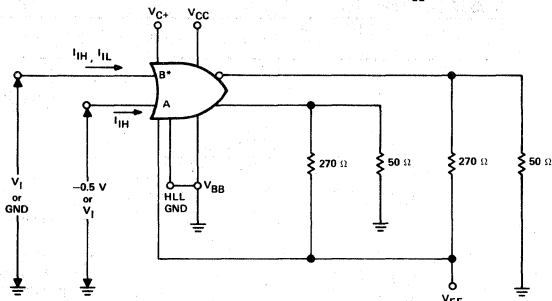 VC+
VCC
IIH, IIL
B*
A
IIH
270 Ω
50 Ω
270 Ω
50 Ω
VI
or
GND
−0.5 V
or
VI
HLL
GND
VBB
VEE